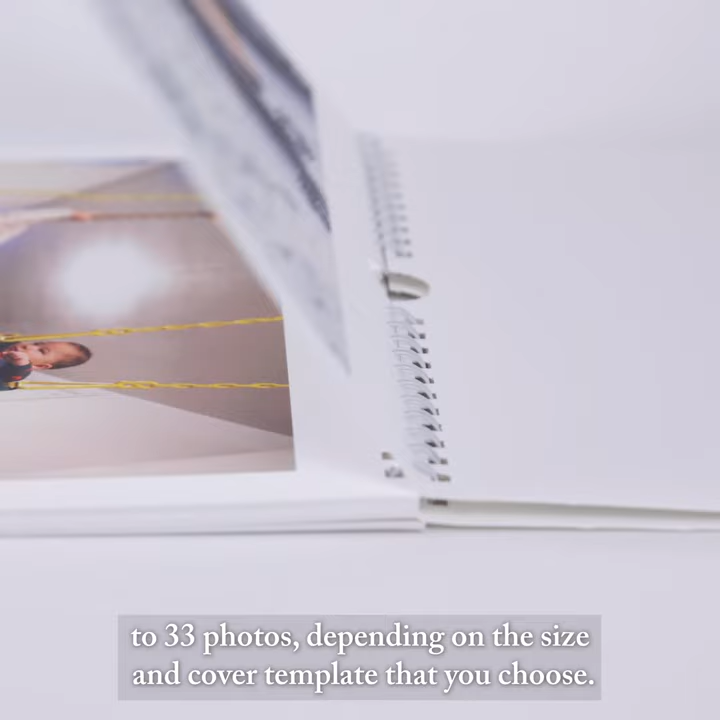 to 33 photos, depending on the size
and cover template that you choose.